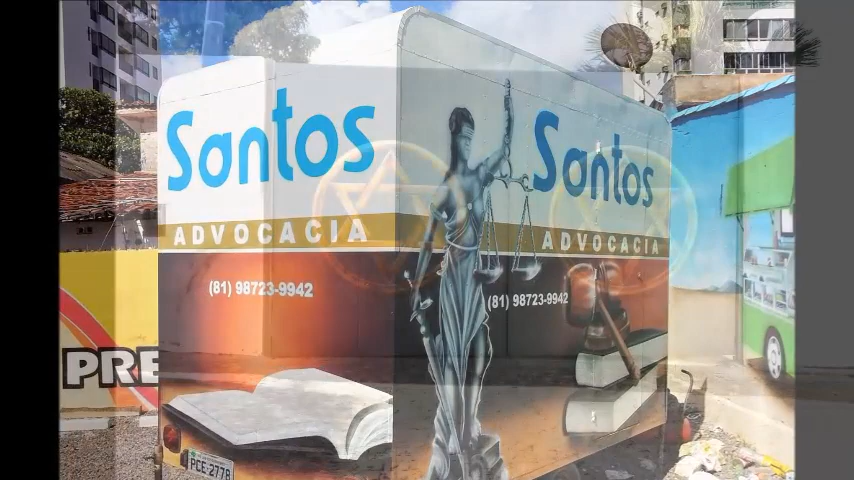 Santos
ADVOCACIA
(81) 98723-9942
Santos
ADVOCACIA
(81) 98723-9942
PRE
PCE-2778